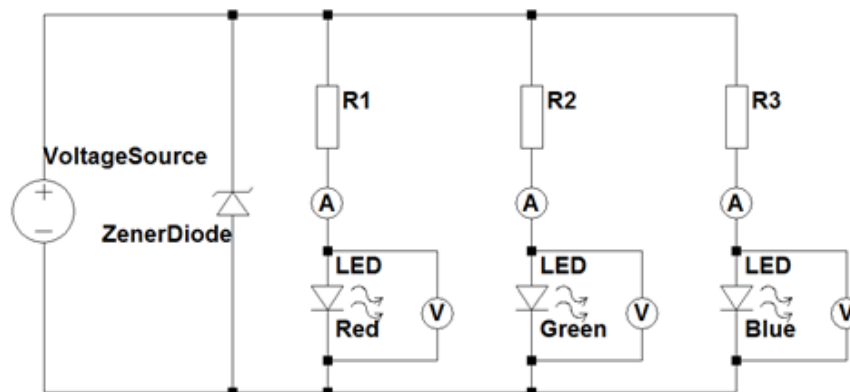 R1
R2
R3
VoltageSource
+
−
A
A
A
ZenerDiode
LED
LED
LED
V
V
V
Red
Green
Blue